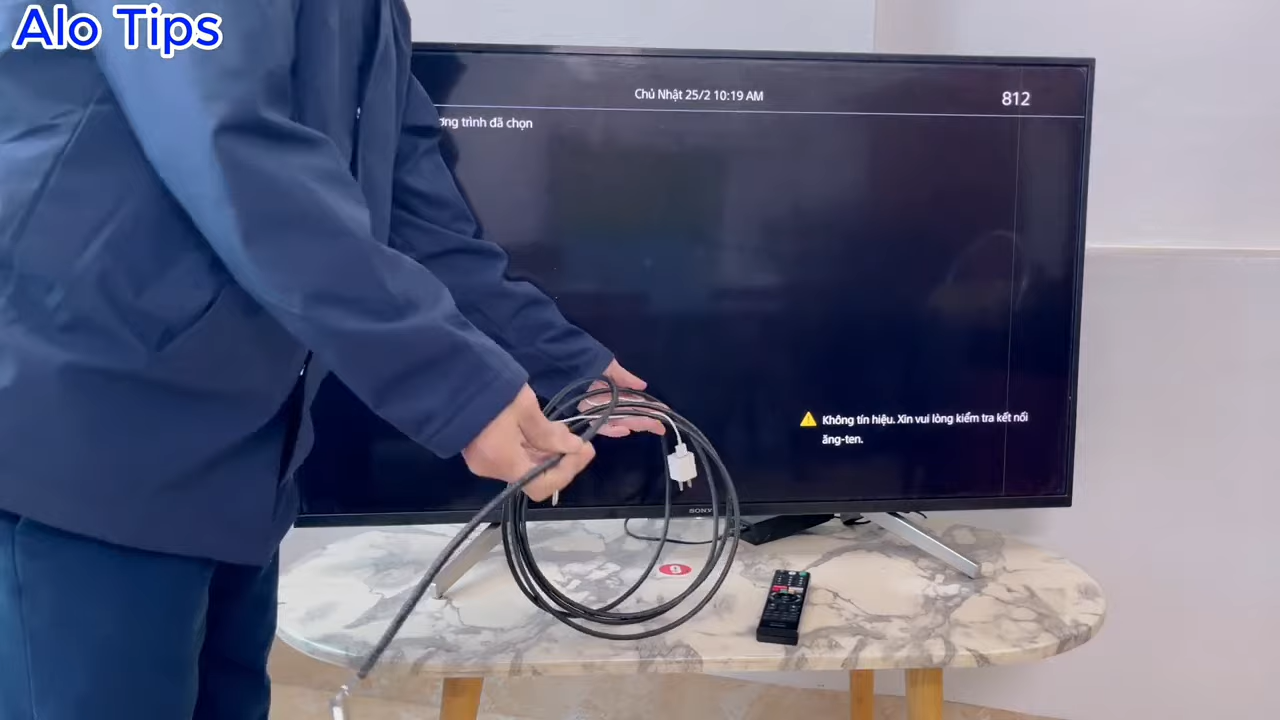 Alo Tips
Chủ Nhật 25/2 10:19 AM
812
ơng trình đã chọn
Không tín hiệu. Xin vui lòng kiểm tra kết nối
ăng-ten.
SONY
9